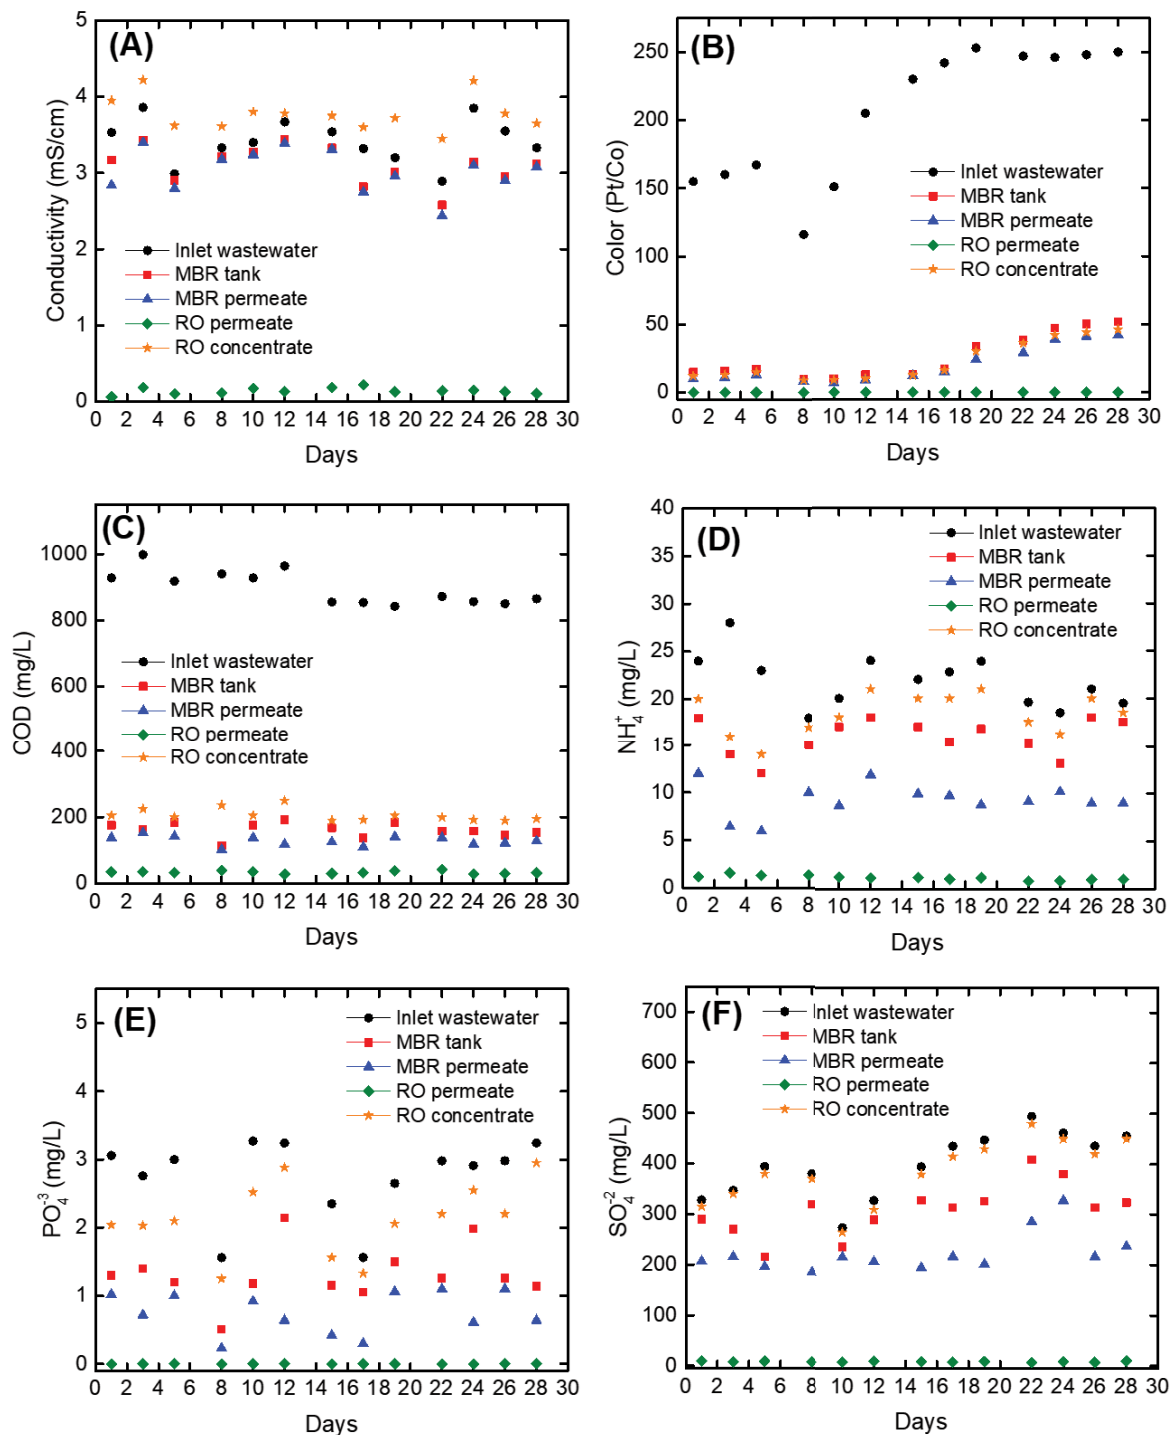 (A)
Conductivity (mS/cm)
5
4
3
2
1
0
Inlet wastewater
MBR tank
MBR permeate
RO permeate
RO concentrate
0 2 4 6 8 10 12 14 16 18 20 22 24 26 28 30
Days
(B)
Color (Pt/Co)
250
200
150
100
50
0
Inlet wastewater
MBR tank
MBR permeate
RO permeate
RO concentrate
0 2 4 6 8 10 12 14 16 18 20 22 24 26 28 30
Days
(C)
COD (mg/L)
1000
800
600
400
200
0
Inlet wastewater
MBR tank
MBR permeate
RO permeate
RO concentrate
0 2 4 6 8 10 12 14 16 18 20 22 24 26 28 30
Days
(D)
NH₄⁺ (mg/L)
40
35
30
25
20
15
10
5
0
Inlet wastewater
MBR tank
MBR permeate
RO permeate
RO concentrate
0 2 4 6 8 10 12 14 16 18 20 22 24 26 28 30
Days
(E)
PO₄⁻³ (mg/L)
5
4
3
2
1
0
Inlet wastewater
MBR tank
MBR permeate
RO permeate
RO concentrate
0 2 4 6 8 10 12 14 16 18 20 22 24 26 28 30
Days
(F)
SO₄⁻² (mg/L)
700
600
500
400
300
200
100
0
Inlet wastewater
MBR tank
MBR permeate
RO permeate
RO concentrate
0 2 4 6 8 10 12 14 16 18 20 22 24 26 28 30
Days